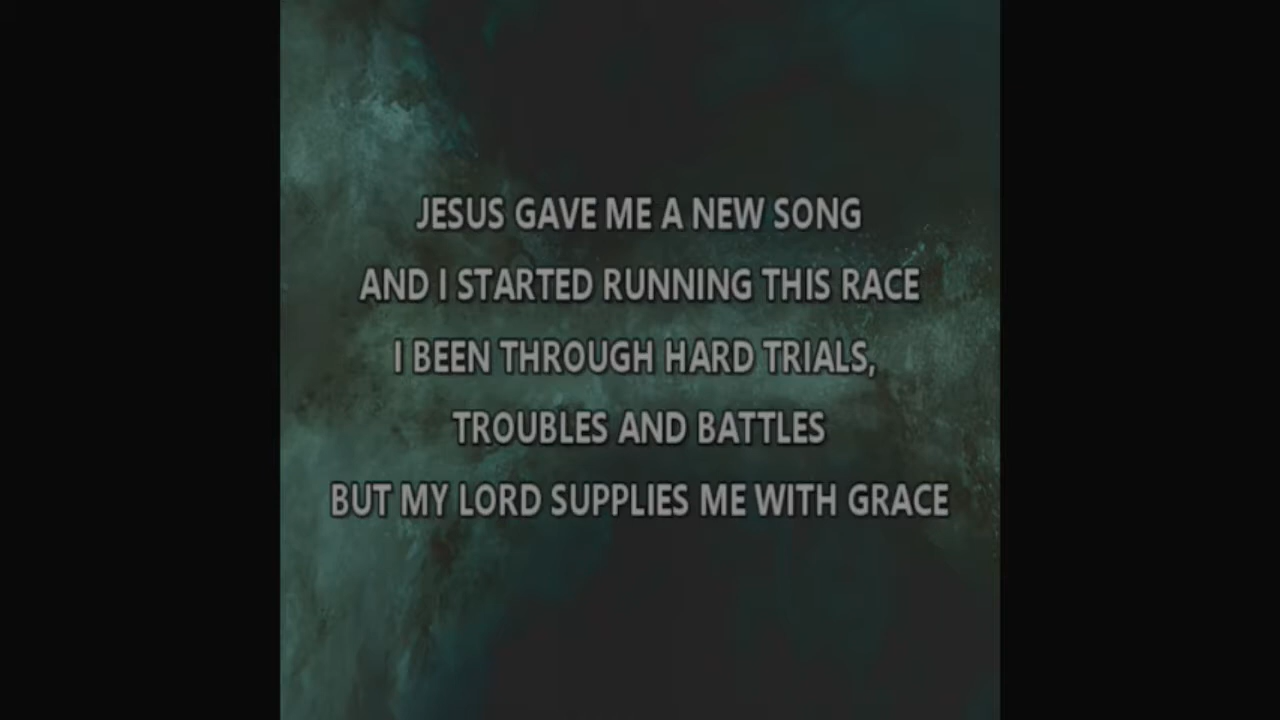 JESUS GAVE ME A NEW SONG
AND I STARTED RUNNING THIS RACE
I BEEN THROUGH HARD TRIALS,
TROUBLES AND BATTLES
BUT MY LORD SUPPLIES ME WITH GRACE